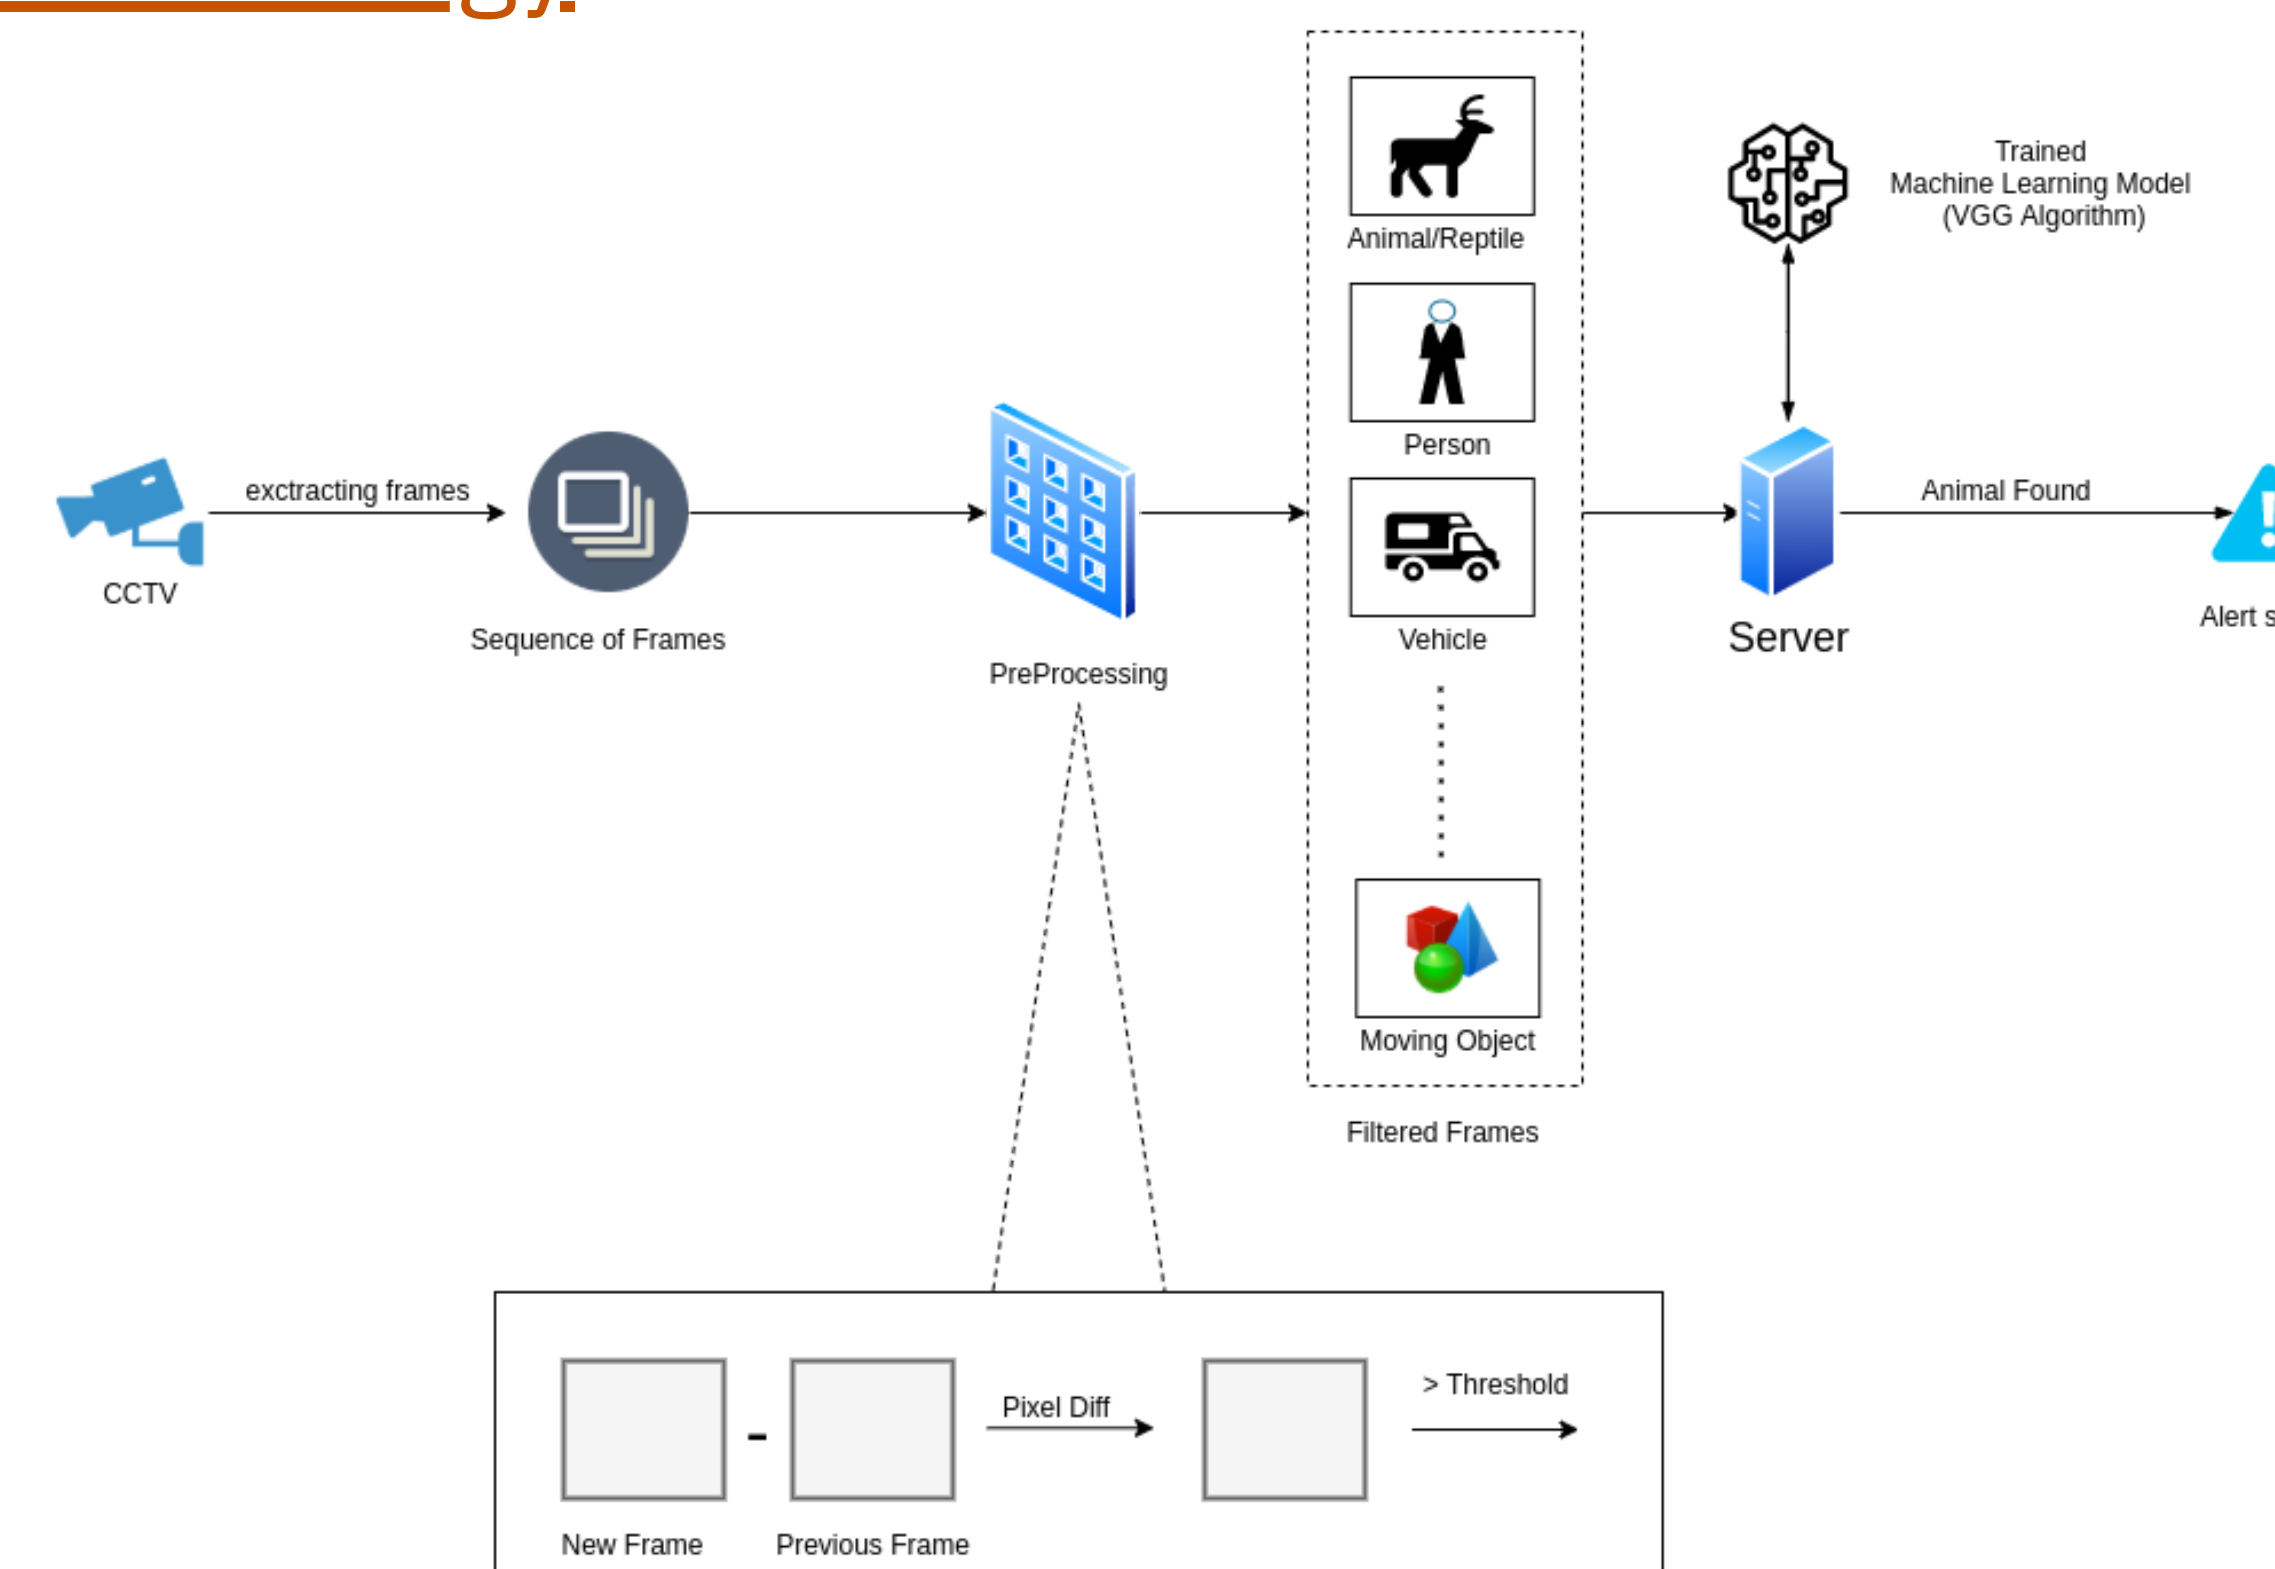 Animal/Reptile
Trained
Machine Learning Model
(VGG Algorithm)
Person
exctracting frames
Animal Found
CCTV
Sequence of Frames
Vehicle
Server
Alert
PreProcessing
Moving Object
Filtered Frames
> Threshold
Pixel Diff
-
New Frame
Previous Frame